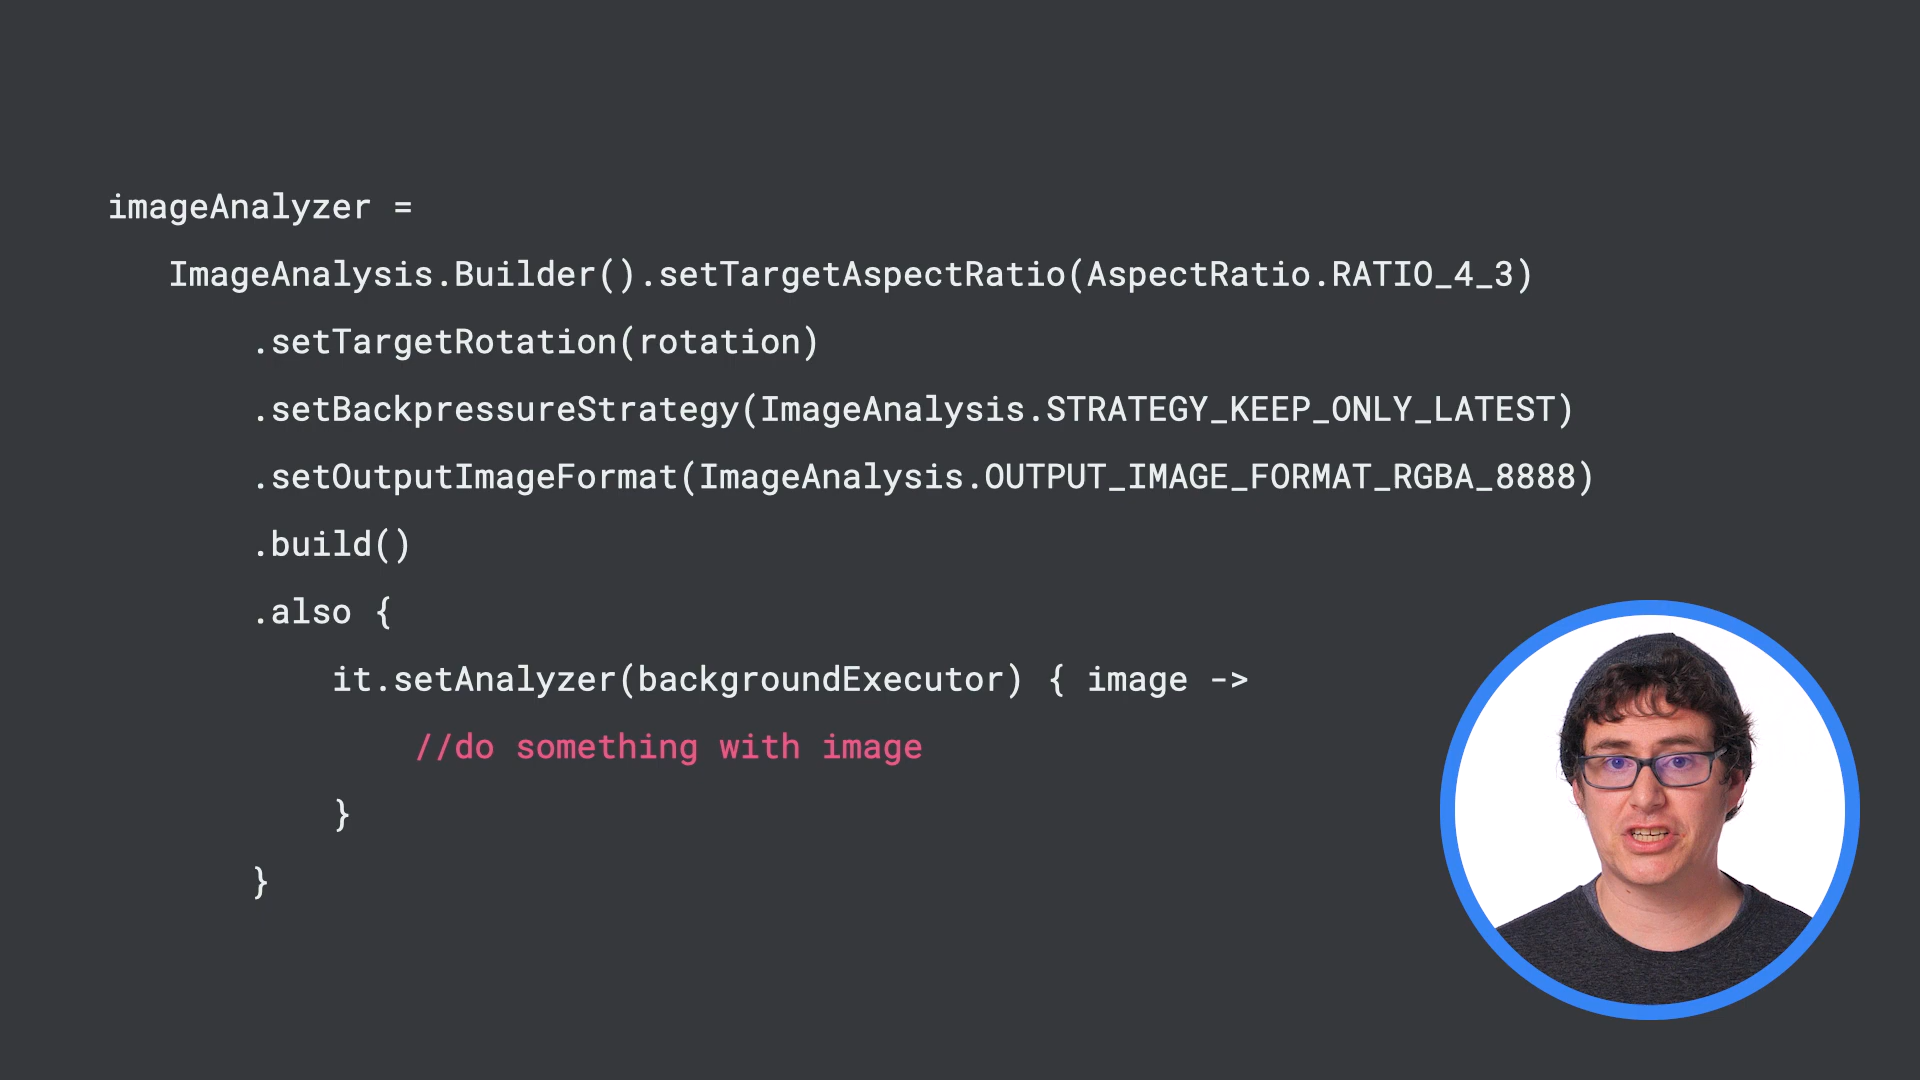 imageAnalyzer =
ImageAnalysis.Builder().setTargetAspectRatio(AspectRatio.RATIO_4_3)
.setTargetRotation(rotation)
.setBackpressureStrategy(ImageAnalysis.STRATEGY_KEEP_ONLY_LATEST)
.setOutputImageFormat(ImageAnalysis.OUTPUT_IMAGE_FORMAT_RGBA_8888)
.build()
.also {
it.setAnalyzer(backgroundExecutor) { image ->
//do something with image
}
}